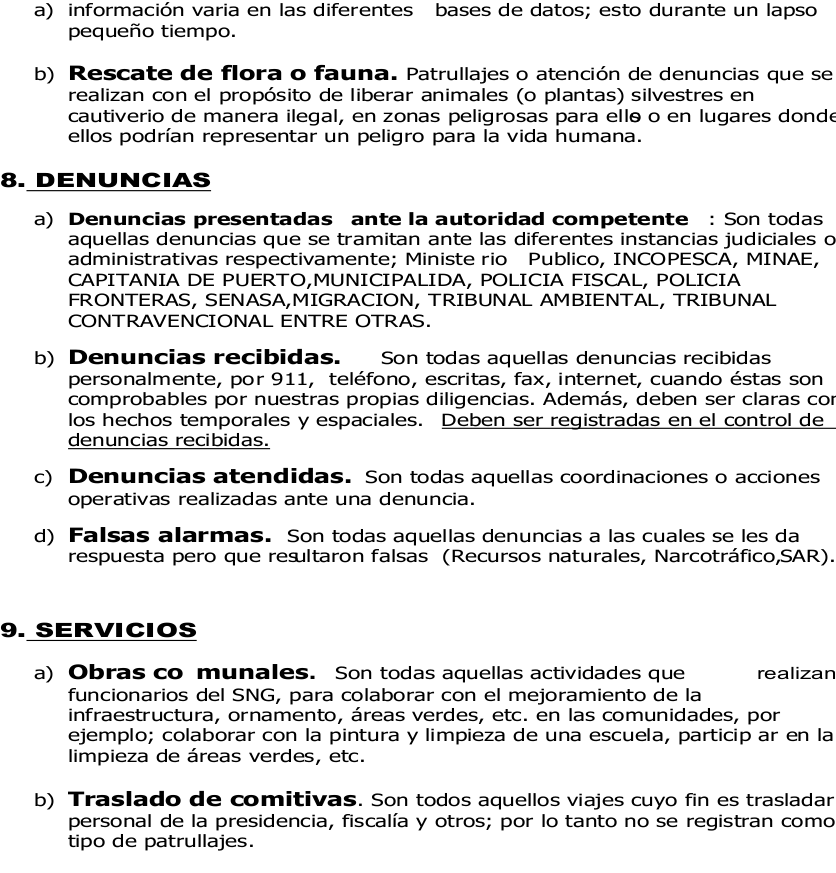 a) información varia en las diferentes bases de datos; esto durante un lapso
pequeño tiempo.
b) Rescate de flora o fauna. Patrullajes o atención de denuncias que se
realizan con el propósito de liberar animales (o plantas) silvestres en
cautiverio de manera ilegal, en zonas peligrosas para ellos o en lugares donde
ellos podrían representar un peligro para la vida humana.
8. DENUNCIAS
a) Denuncias presentadas ante la autoridad competente : Son todas
aquellas denuncias que se tramitan ante las diferentes instancias judiciales o
administrativas respectivamente; Ministe rio Publico, INCOPESCA, MINAE,
CAPITANIA DE PUERTO,MUNICIPALIDA, POLICIA FISCAL, POLICIA
FRONTERAS, SENASA,MIGRACION, TRIBUNAL AMBIENTAL, TRIBUNAL
CONTRAVENCIONAL ENTRE OTRAS.
b) Denuncias recibidas. Son todas aquellas denuncias recibidas
personalmente, por 911, teléfono, escritas, fax, internet, cuando éstas son
comprobables por nuestras propias diligencias. Además, deben ser claras con
los hechos temporales y espaciales. Deben ser registradas en el control de
denuncias recibidas.
c) Denuncias atendidas. Son todas aquellas coordinaciones o acciones
operativas realizadas ante una denuncia.
d) Falsas alarmas. Son todas aquellas denuncias a las cuales se les da
respuesta pero que resultaron falsas (Recursos naturales, Narcotráfico,SAR).
9. SERVICIOS
a) Obras co munales. Son todas aquellas actividades que realizan
funcionarios del SNG, para colaborar con el mejoramiento de la
infraestructura, ornamento, áreas verdes, etc. en las comunidades, por
ejemplo; colaborar con la pintura y limpieza de una escuela, particip ar en la
limpieza de áreas verdes, etc.
b) Traslado de comitivas. Son todos aquellos viajes cuyo fin es trasladar
personal de la presidencia, fiscalía y otros; por lo tanto no se registran como
tipo de patrullajes.